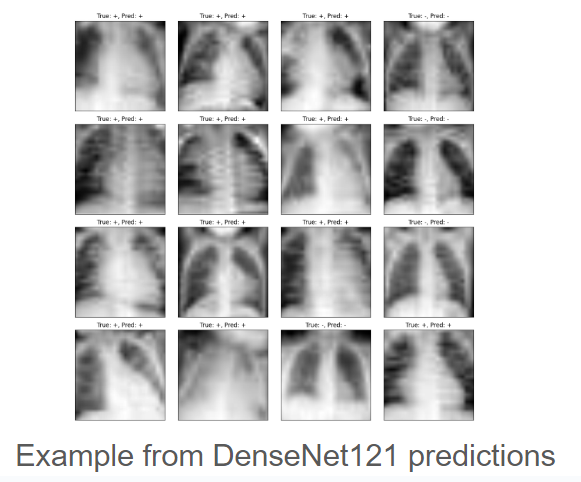 True: +, Pred: + True: +, Pred: + True: +, Pred: + True: -, Pred: -
True: +, Pred: + True: +, Pred: + True: +, Pred: + True: -, Pred: -
True: +, Pred: + True: +, Pred: + True: +, Pred: + True: -, Pred: -
True: +, Pred: + True: +, Pred: + True: -, Pred: - True: +, Pred: +
Example from DenseNet121 predictions